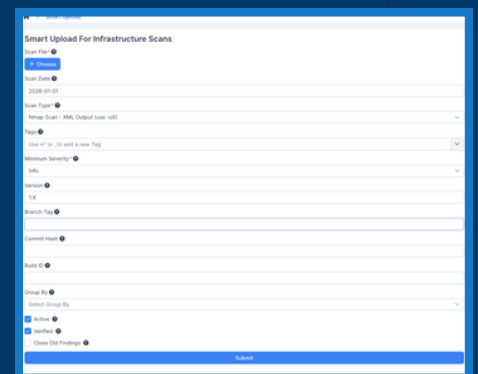 / Smart Upload
Smart Upload For Infrastructure Scans
Scan File*
+ Choose
Scan Date
2026-01-01
Scan Type*
Nmap Scan - XML Output (use -oX)
Tags
Use ↵ or , to add a new Tag
Minimum Severity*
Info
Version
1.X
Branch Tag
Commit Hash
Build ID
Group By
Select Group By
Active
Verified
Close Old Findings
Submit